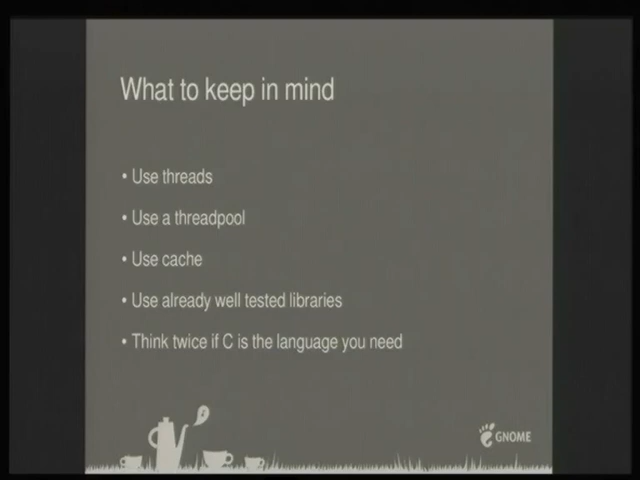 What to keep in mind
• Use threads
• Use a threadpool
• Use cache
• Use already well tested libraries
• Think twice if C is the language you need
GNOME